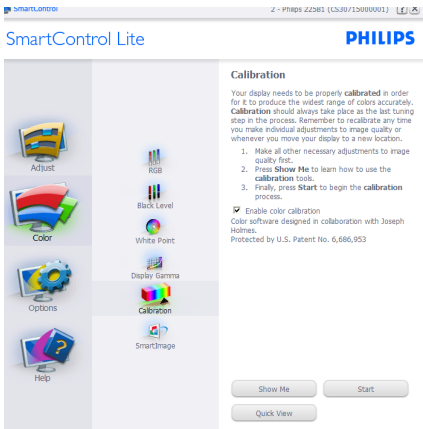 SmartControl
2 - Philips 225B1 (CS30715000001)
SmartControl Lite
PHILIPS
Adjust
Color
Options
Help
RGB
Black Level
White Point
Display Gamma
Calibration
SmartImage
Calibration
Your display needs to be properly calibrated in order
for it to produce the widest range of colors accurately.
Calibration should always take place as the last tuning
step in the process. Remember to recalibrate any time
you make individual adjustments to image quality or
whenever you move your display to a new location.
1. Make all other necessary adjustments to image
quality first.
2. Press Show Me to learn how to use the
calibration tools.
3. Finally, press Start to begin the calibration
process.
Enable color calibration
Color software designed in collaboration with Joseph
Holmes.
Protected by U.S. Patent No. 6,686,953
Show Me
Start
Quick View